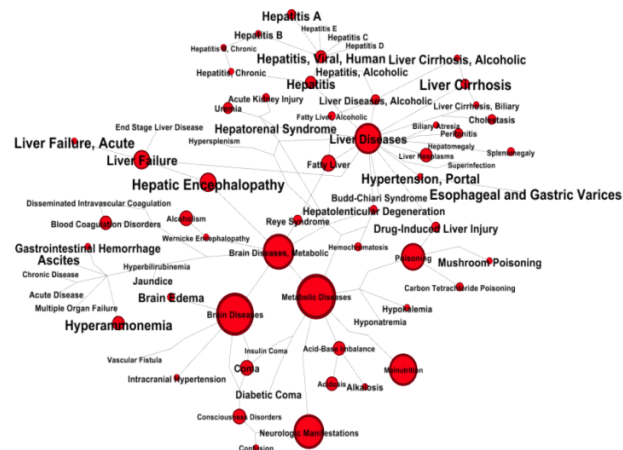 Hepatitis A
Hepatitis E
Hepatitis B
Hepatitis C
Hepatitis D
Hepatitis B, Chronic
Hepatitis, Viral, Human
Liver Cirrhosis, Alcoholic
Hepatitis, Chronic
Hepatitis, Alcoholic
Hepatitis
Liver Cirrhosis
Acute Kidney Injury
Liver Diseases, Alcoholic
Uremia
Liver Cirrhosis, Biliary
Fatty Liver, Alcoholic
Cholestasis
End Stage Liver Disease
Hepatorenal Syndrome
Biliary Atresia
Peritonitis
Liver Failure, Acute
Hypersplenism
Liver Diseases
Hepatomegaly
Splenomegaly
Liver Neoplasms
Liver Failure
Fatty Liver
Superinfection
Hypertension, Portal
Hepatic Encephalopathy
Esophageal and Gastric Varices
Budd-Chiari Syndrome
Disseminated Intravascular Coagulation
Hepatolenticular Degeneration
Alcoholism
Reye Syndrome
Blood Coagulation Disorders
Drug-Induced Liver Injury
Wernicke Encephalopathy
Gastrointestinal Hemorrhage
Brain Diseases, Metabolic
Hemochromatosis
Poisoning
Ascites
Mushroom Poisoning
Hyperbilirubinemia
Chronic Disease
Jaundice
Carbon Tetrachloride Poisoning
Acute Disease
Brain Edema
Metabolic Diseases
Multiple Organ Failure
Hypokalemia
Brain Diseases
Hyperammonemia
Hyponatremia
Insulin Coma
Acid-Base Imbalance
Vascular Fistula
Coma
Malnutrition
Intracranial Hypertension
Acidosis
Alkalosis
Diabetic Coma
Consciousness Disorders
Neurologic Manifestations
Confusion